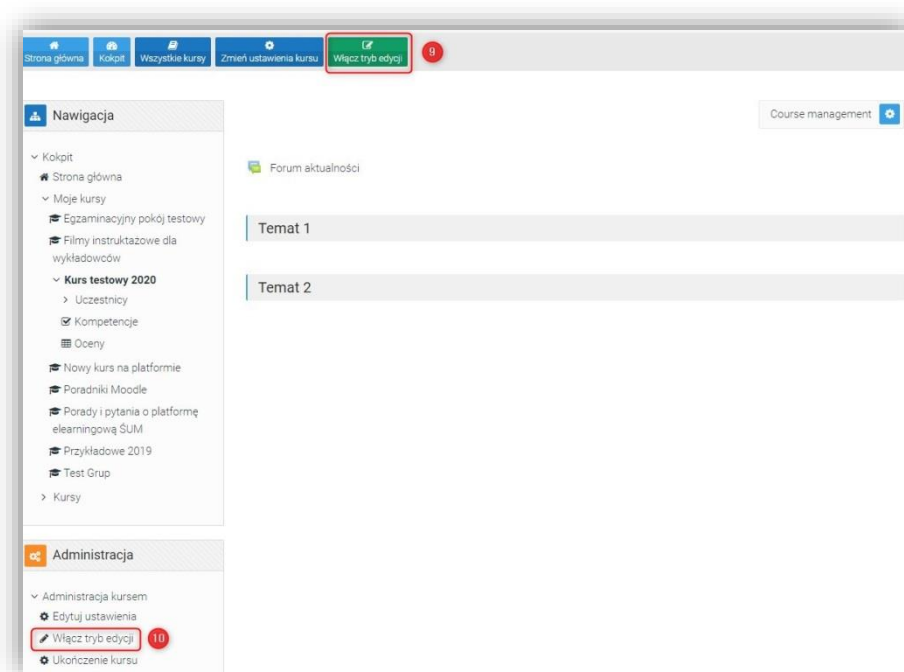 Strona główna
Kokpit
Wszystkie kursy
Zmień ustawienia kursu
Włącz tryb edycji
9
Nawigacja
Course management
Kokpit
Strona główna
Moje kursy
Egzaminacyjny pokój testowy
Filmy instruktażowe dla
wykładowców
Kurs testowy 2020
Uczestnicy
Kompetencje
Oceny
Nowy kurs na platformie
Poradniki Moodle
Porady i pytania o platformę
elearningową ŚUM
Przykładowe 2019
Test Grup
Kursy
Forum aktualności
Temat 1
Temat 2
Administracja
Administracja kursem
Edytuj ustawienia
Włącz tryb edycji
10
Ukończenie kursu